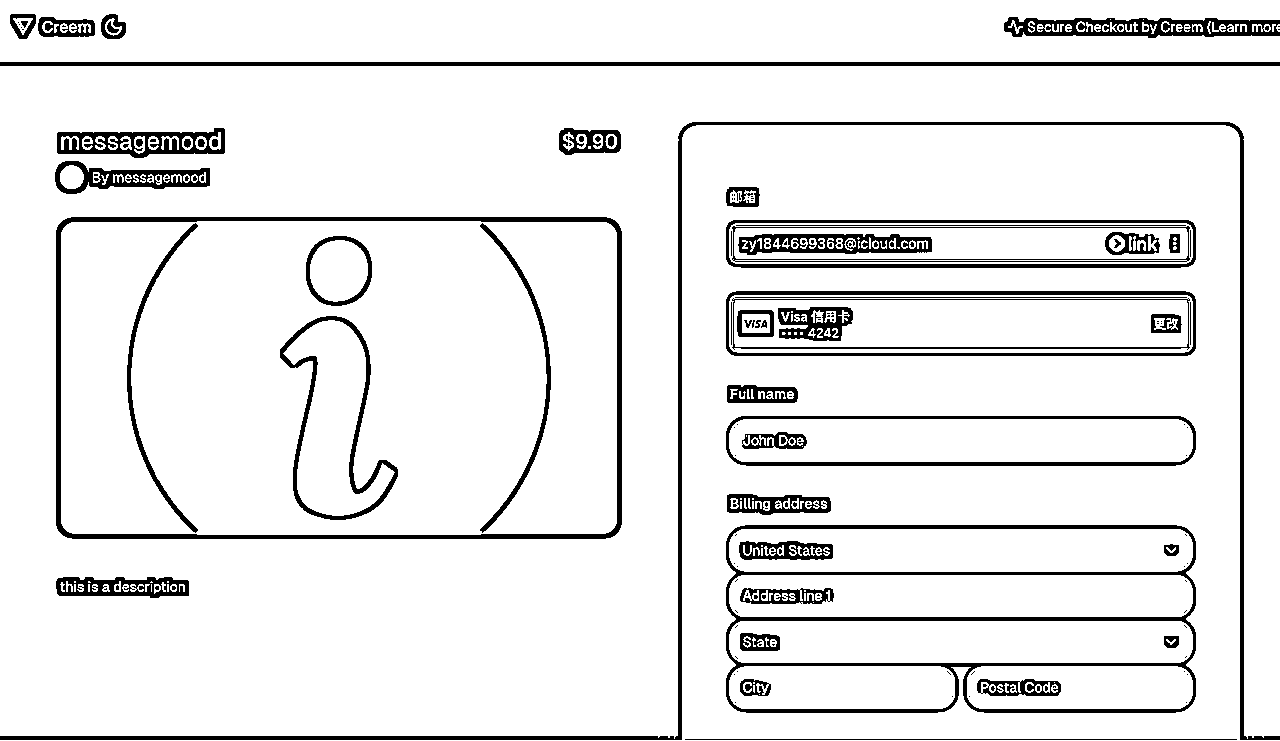 Creem
Secure Checkout by Creem (Learn more
messagemood
$9.90
By messagemood
this is a description
邮箱
zy1844699368@icloud.com
link
VISA
Visa 信用卡
•••• 4242
更改
Full name
John Doe
Billing address
United States
Address line 1
State
City
Postal Code